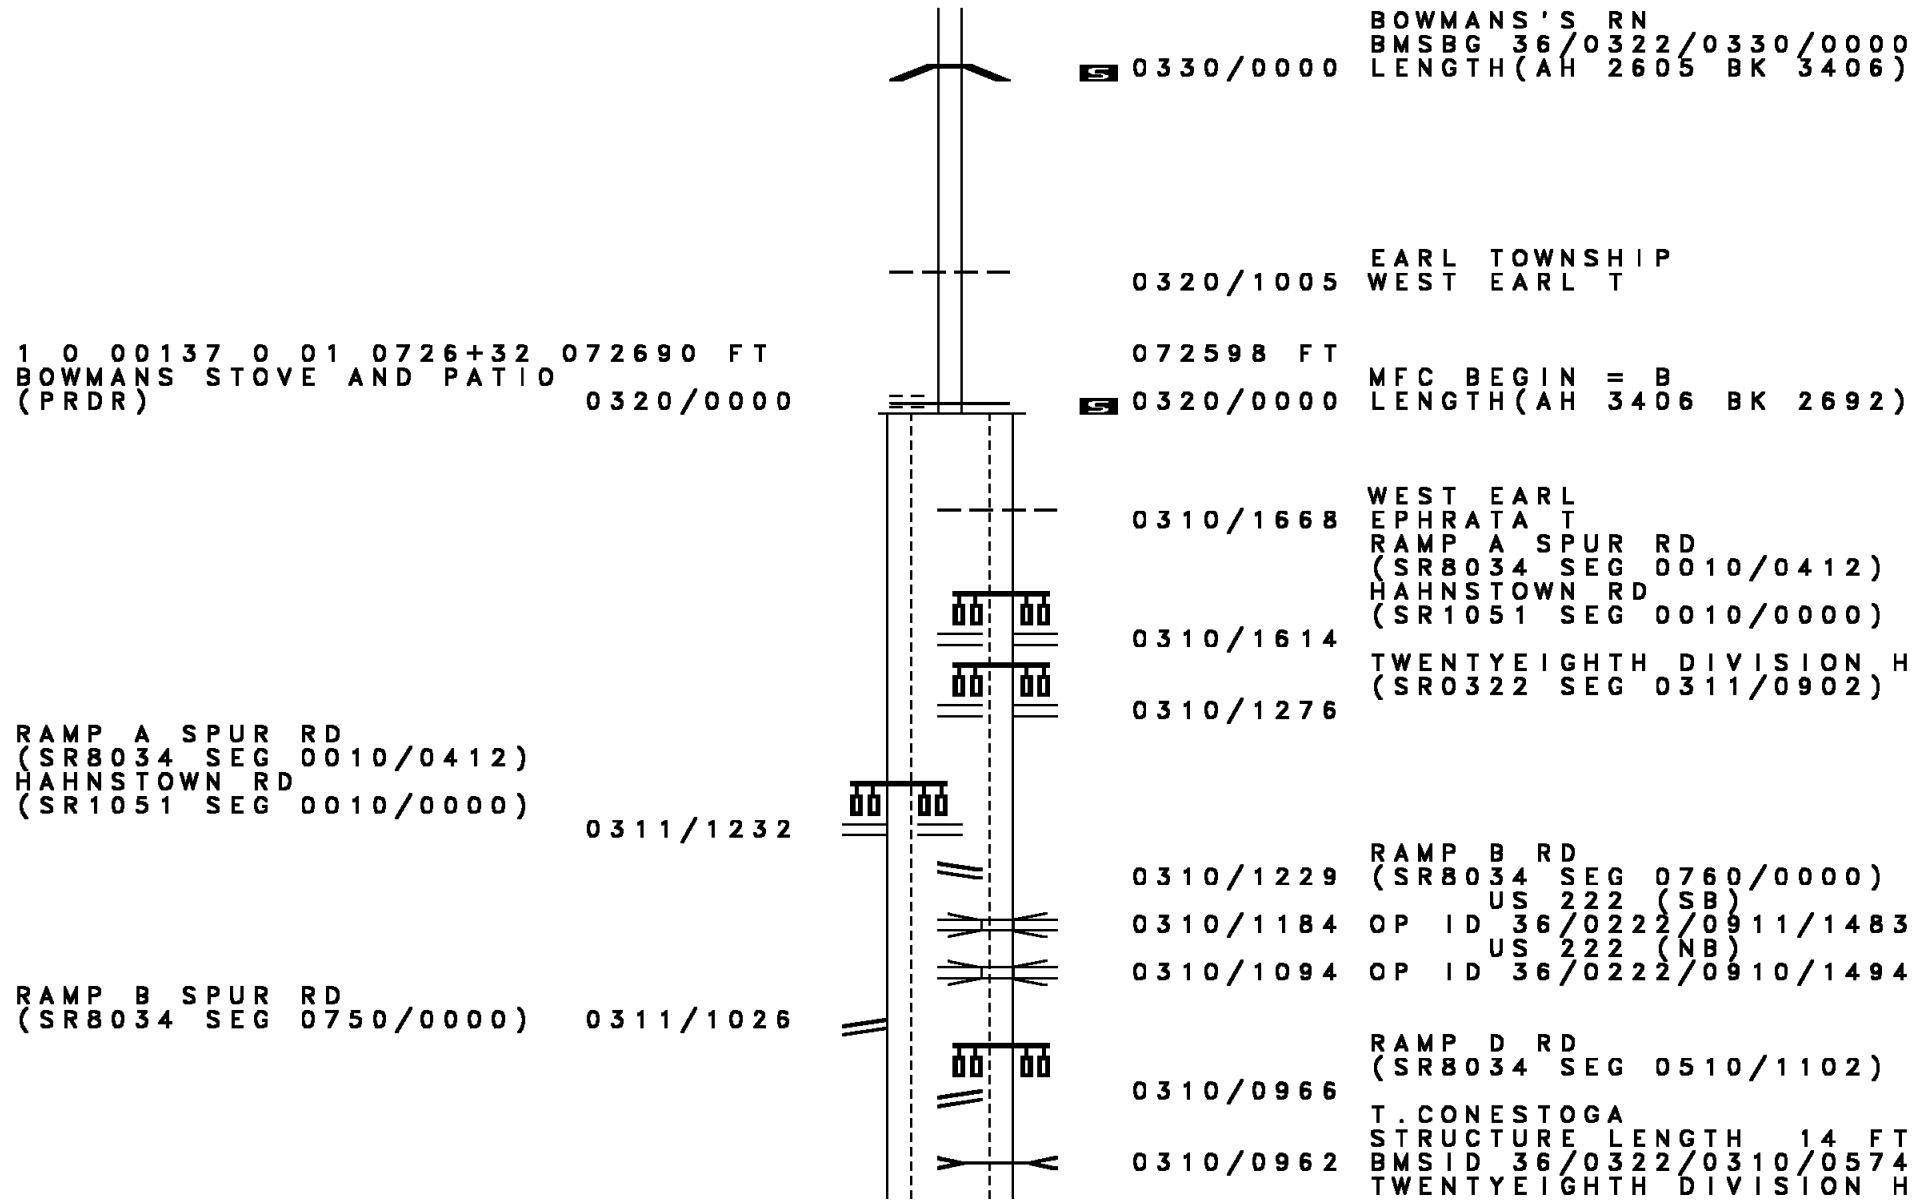 BOWMANS'S RN
BMSBG 36/0322/0330/0000
S 0330/0000 LENGTH(AH 2605 BK 3406)
EARL TOWNSHIP
0320/1005 WEST EARL T
1 0 00137 0 01 0726+32 072690 FT
072598 FT
BOWMANS STOVE AND PATIO
MFC BEGIN = B
(PRDR) 0320/0000
S 0320/0000 LENGTH(AH 3406 BK 2692)
WEST EARL
0310/1668 EPHRATA T
RAMP A SPUR RD
(SR8034 SEG 0010/0412)
HAHNSTOWN RD
(SR1051 SEG 0010/0000)
0310/1614
TWENTYEIGHTH DIVISION H
(SR0322 SEG 0311/0902)
0310/1276
RAMP A SPUR RD
(SR8034 SEG 0010/0412)
HAHNSTOWN RD
(SR1051 SEG 0010/0000)
0311/1232
RAMP B RD
0310/1229 (SR8034 SEG 0760/0000)
US 222 (SB)
0310/1184 OP ID 36/0222/0911/1483
US 222 (NB)
0310/1094 OP ID 36/0222/0910/1494
RAMP B SPUR RD
(SR8034 SEG 0750/0000) 0311/1026
RAMP D RD
(SR8034 SEG 0510/1102)
0310/0966
T.CONESTOGA
STRUCTURE LENGTH 14 FT
0310/0962 BMSID 36/0322/0310/0574
TWENTYEIGHTH DIVISION H